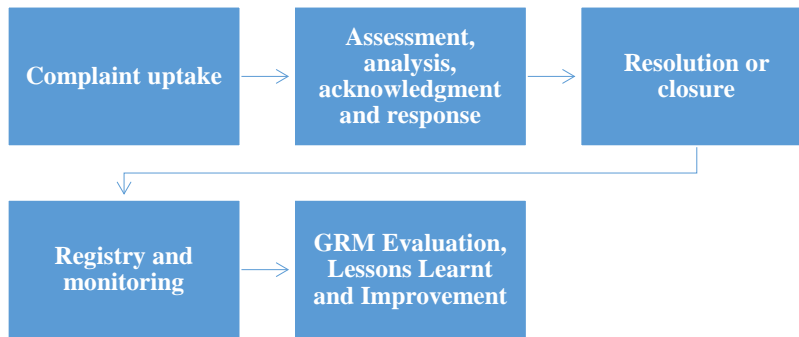 Complaint uptake
Assessment,
analysis,
acknowledgment
and response
Resolution or
closure
Registry and
monitoring
GRM Evaluation,
Lessons Learnt
and Improvement